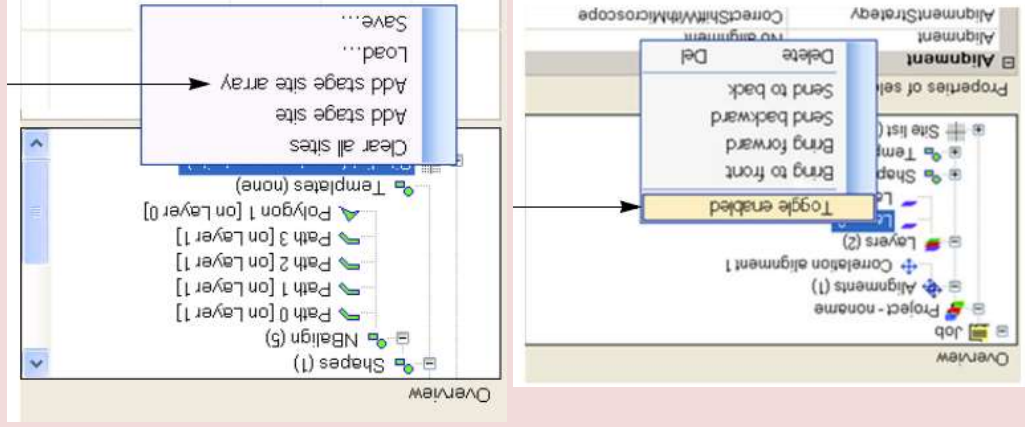 Overview
Job
Project - noname
Alignments (1)
Correlation alignment 1
Layers (2)
La
Toggle enabled
Bring to front
Bring forward
Send backward
Send to back
Delete Del
Site list (
Properties of
Alignment
Alignment No alignment
AlignmentStrategy CorrectShiftWithMicroscope
Overview
Shapes (1)
NBalign (5)
Path 0 [on Layer 1]
Path 1 [on Layer 1]
Path 2 [on Layer 1]
Path 3 [on Layer 1]
Polygon 1 [on Layer 0]
Templates (none)
Clear all sites
Add stage site
Add stage site array
Load...
Save...